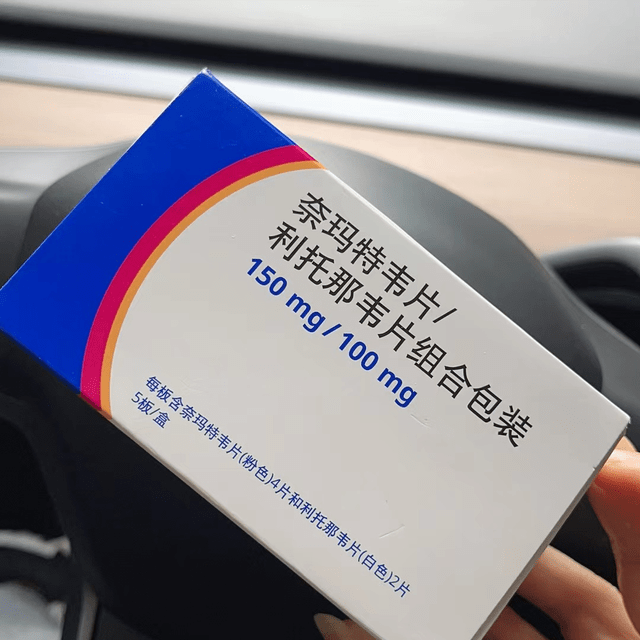 奈玛特韦片/
利托那韦片组合包装
150 mg / 100 mg
每板含奈玛特韦片(粉色)4片和利托那韦片(白色)2片
5板/盒